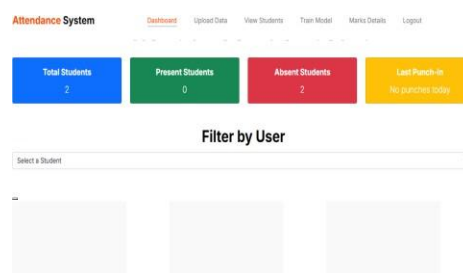 Attendance System
Dashboard Upload Data View Students Train Modal Marks Details Logout
Total Students
2
Present Students
0
Absent Students
2
Last Punch-in
No punches today
Filter by User
Select a Student